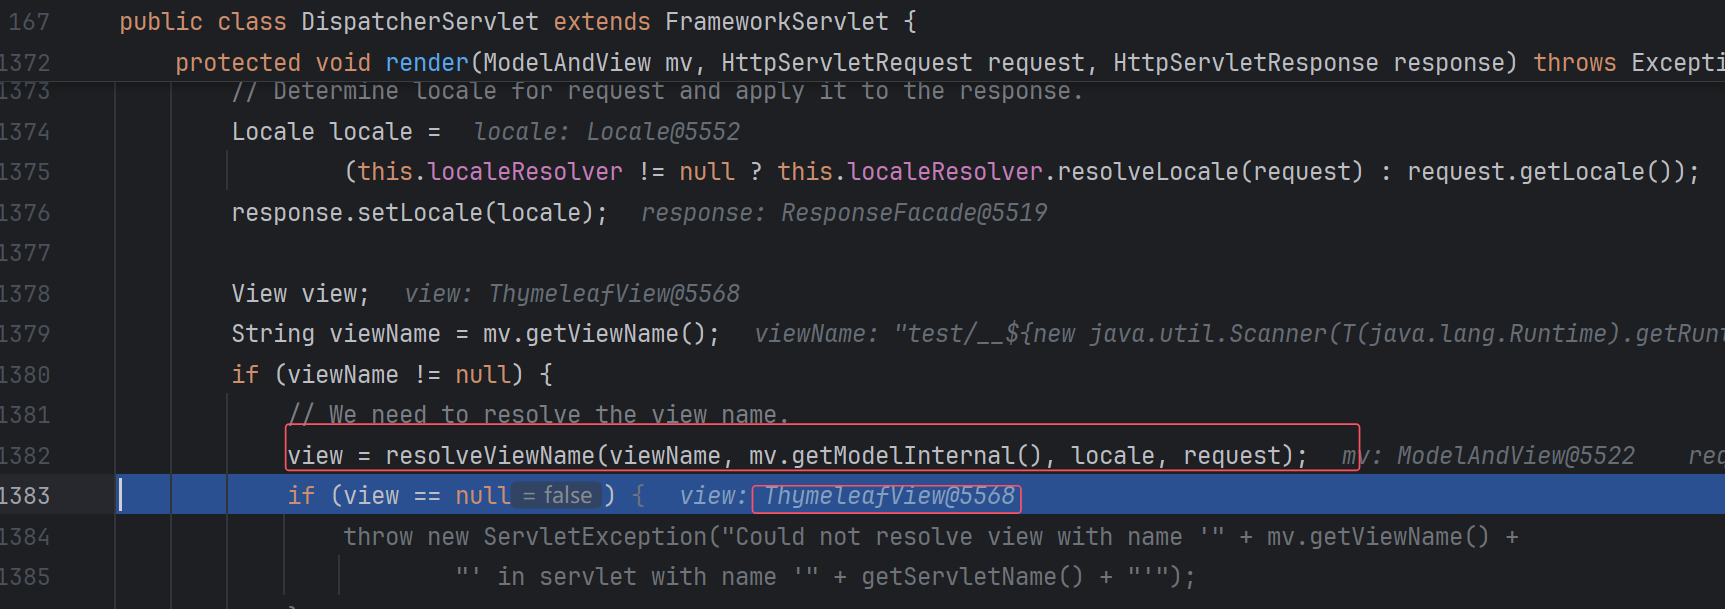 167 public class DispatcherServlet extends FrameworkServlet {
1372 protected void render(ModelAndView mv, HttpServletRequest request, HttpServletResponse response) throws Excepti
1373 // Determine locale for request and apply it to the response.
1374 Locale locale = locale: Locale@5552
1375 (this.localeResolver != null ? this.localeResolver.resolveLocale(request) : request.getLocale());
1376 response.setLocale(locale); response: ResponseFacade@5519
1377
1378 View view; view: ThymeleafView@5568
1379 String viewName = mv.getViewName(); viewName: "test/__${new java.util.Scanner(T(java.lang.Runtime).getRunt
1380 if (viewName != null) {
1381 // We need to resolve the view name.
1382 view = resolveViewName(viewName, mv.getModelInternal(), locale, request); mv: ModelAndView@5522 req
1383 if (view == null = false ) { view: ThymeleafView@5568
1384 throw new ServletException("Could not resolve view with name '" + mv.getViewName() +
1385 "' in servlet with name '" + getServletName() + "'");